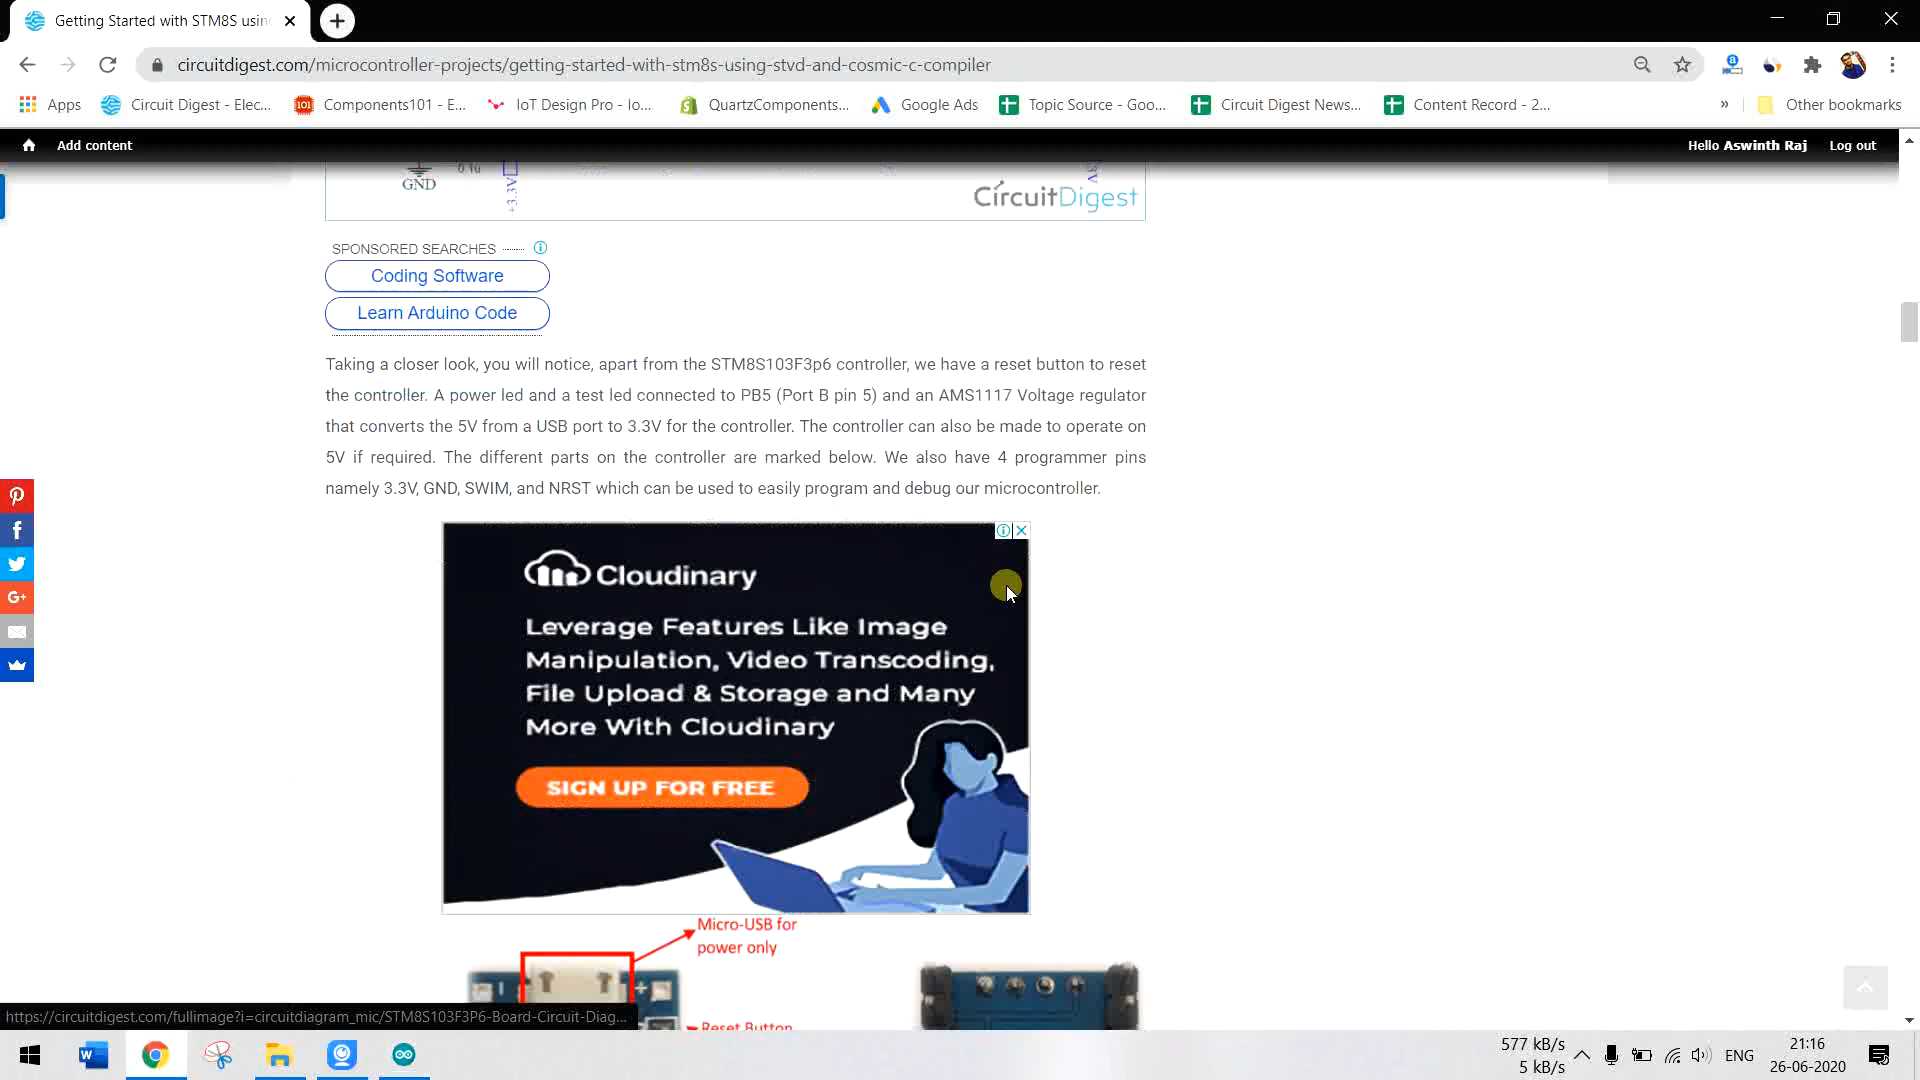 Getting Started with STM8S usin
circuitdigest.com/microcontroller-projects/getting-started-with-stm8s-using-stvd-and-cosmic-c-compiler
Apps
Circuit Digest - Elec...
Components101 - E...
IoT Design Pro - Io...
QuartzComponents...
Google Ads
Topic Source - Goo...
Circuit Digest News...
Content Record - 2...
»
Other bookmarks
Add content
Hello Aswinth Raj
Log out
GND
0.1u
+3.3V
CircuitDigest
SPONSORED SEARCHES
Coding Software
Learn Arduino Code
Taking a closer look, you will notice, apart from the STM8S103F3p6 controller, we have a reset button to reset
the controller. A power led and a test led connected to PB5 (Port B pin 5) and an AMS1117 Voltage regulator
that converts the 5V from a USB port to 3.3V for the controller. The controller can also be made to operate on
5V if required. The different parts on the controller are marked below. We also have 4 programmer pins
namely 3.3V, GND, SWIM, and NRST which can be used to easily program and debug our microcontroller.
Cloudinary
Leverage Features Like Image
Manipulation, Video Transcoding,
File Upload & Storage and Many
More With Cloudinary
SIGN UP FOR FREE
Micro-USB for
power only
Reset Button
https://circuitdigest.com/fullimage?i=circuitdiagram_mic/STM8S103F3P6-Board-Circuit-Diag...
577 kB/s
5 kB/s
ENG
21:16
26-06-2020